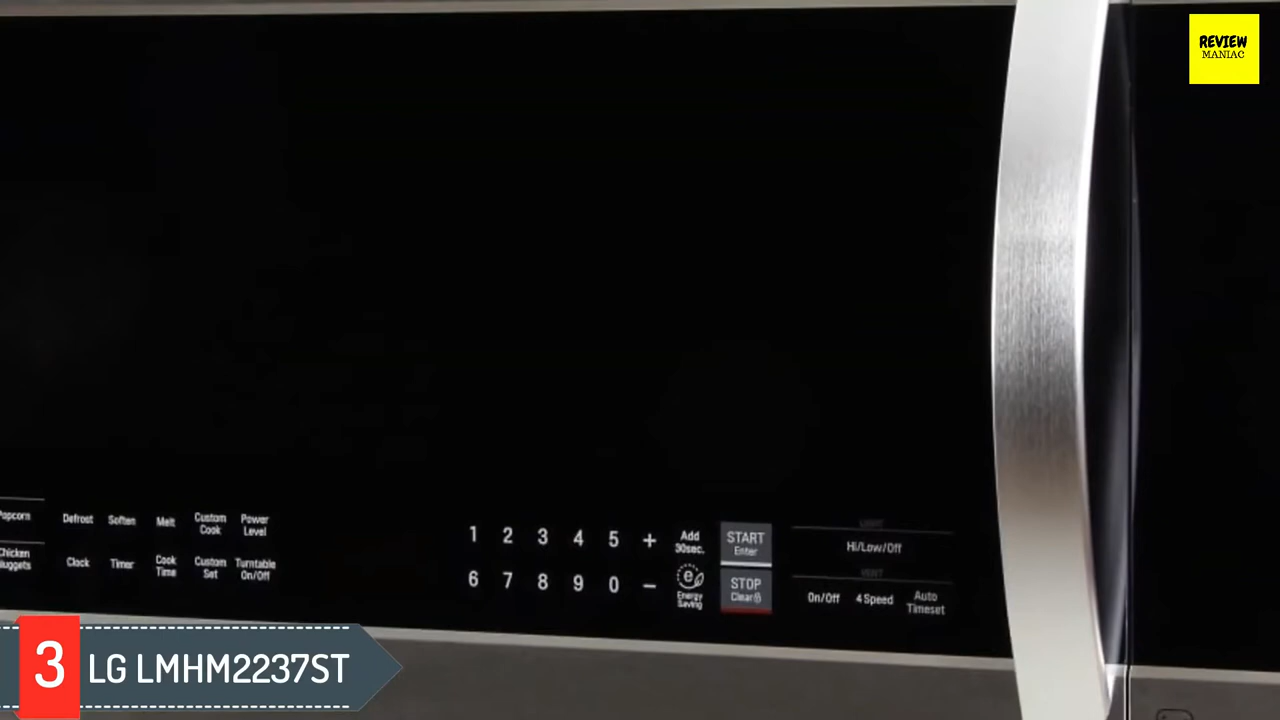 REVIEW
MANIAC
Popcorn
Defrost Soften Melt Custom Cook Power Level
Chicken Nuggets
Clock Timer Cook Time Custom Set Turntable On/Off
1 2 3 4 5 + Add 30sec. START Enter
6 7 8 9 0 − Energy Saving STOP Clear
LIGHT
Hi/Low/Off
VENT
On/Off 4 Speed Auto Timeset
3 LG LMHM2237ST